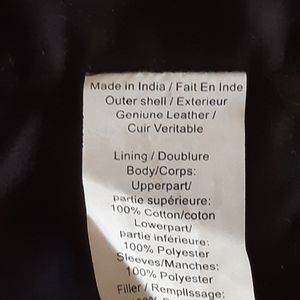 Made in India / Fait En Inde
Outer shell / Exterieur
Geniune Leather /
Cuir Veritable
Lining / Doublure
Body/Corps:
Upperpart/
partie supérieure:
100% Cotton/coton
Lowerpart/
partie inférieure:
100% Polyester
Sleeves/Manches:
100% Polyester
Filler / Remplissage: